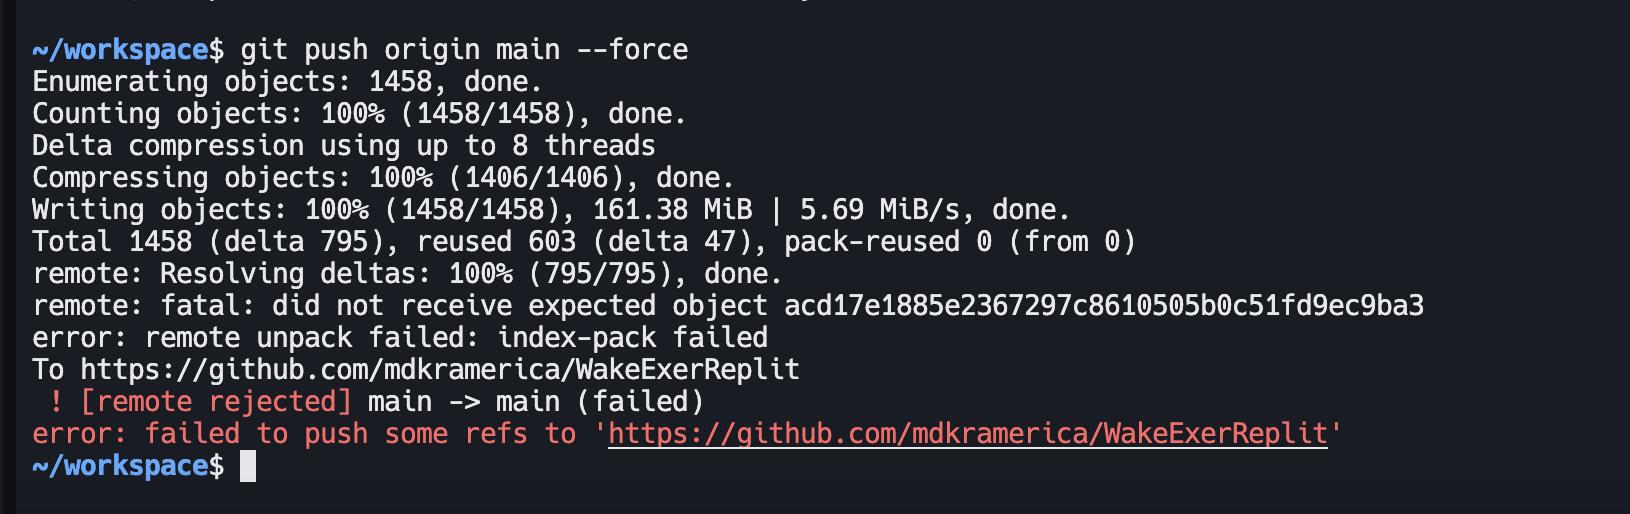 ~/workspace$ git push origin main --force
Enumerating objects: 1458, done.
Counting objects: 100% (1458/1458), done.
Delta compression using up to 8 threads
Compressing objects: 100% (1406/1406), done.
Writing objects: 100% (1458/1458), 161.38 MiB | 5.69 MiB/s, done.
Total 1458 (delta 795), reused 603 (delta 47), pack-reused 0 (from 0)
remote: Resolving deltas: 100% (795/795), done.
remote: fatal: did not receive expected object acd17e1885e2367297c8610505b0c51fd9ec9ba3
error: remote unpack failed: index-pack failed
To https://github.com/mdkramerica/WakeExerReplit
 ! [remote rejected] main -> main (failed)
error: failed to push some refs to 'https://github.com/mdkramerica/WakeExerReplit'
~/workspace$